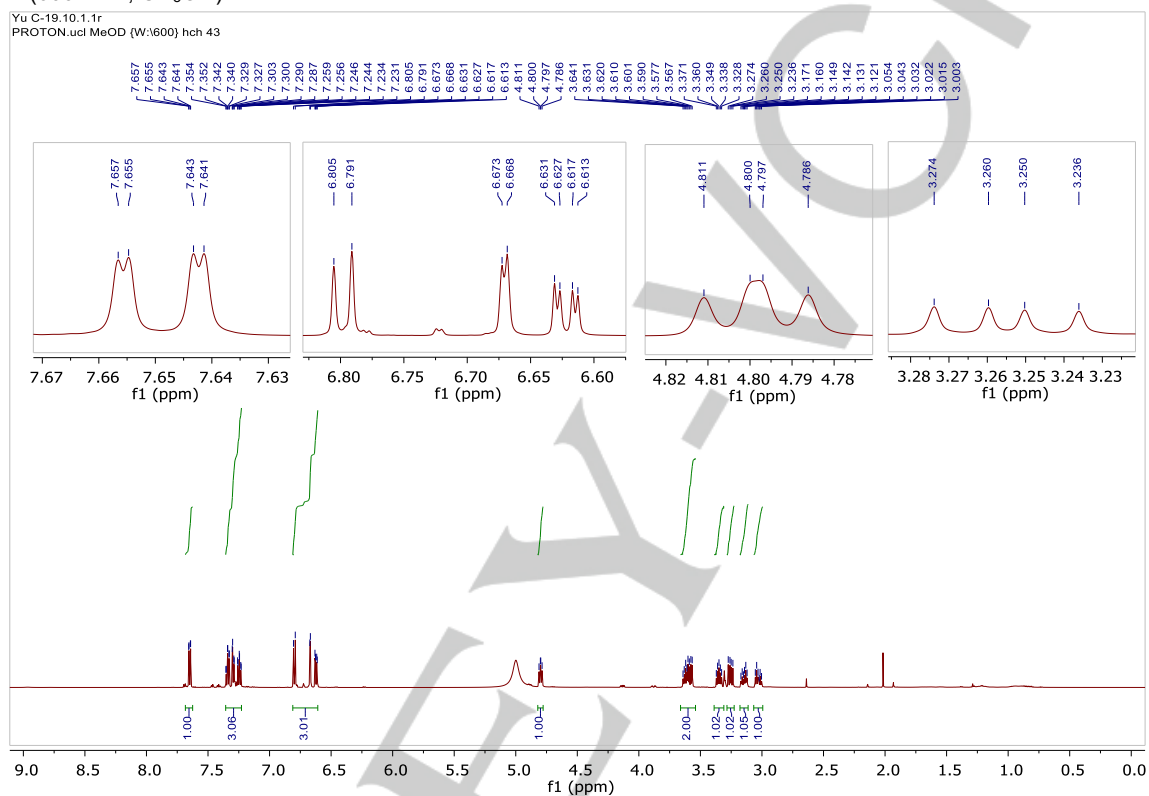 Yu C-19.10.1.1r
PROTON.ucl MeOD {W:\600} hch 43
7.657 7.655 7.643 7.641 7.354 7.352 7.342 7.340 7.329 7.327 7.303 7.300 7.290 7.287 7.259 7.256 7.246 7.244 7.234 7.231 6.805 6.791 6.673 6.668 6.631 6.627 6.617 6.613 4.811 4.800 4.797 4.786 3.641 3.631 3.620 3.610 3.601 3.590 3.577 3.567 3.371 3.360 3.349 3.338 3.328 3.274 3.260 3.250 3.236 3.171 3.160 3.149 3.142 3.131 3.121 3.054 3.043 3.032 3.022 3.015 3.003
7.657 7.655 7.643 7.641
7.67 7.66 7.65 7.64 7.63
f1 (ppm)
6.805 6.791 6.673 6.668 6.631 6.627 6.617 6.613
6.80 6.75 6.70 6.65 6.60
f1 (ppm)
4.811 4.800 4.797 4.786
4.82 4.81 4.80 4.79 4.78
f1 (ppm)
3.274 3.260 3.250 3.236
3.28 3.27 3.26 3.25 3.24 3.23
f1 (ppm)
1.00 3.06 3.01 1.00 2.00 1.02 1.02 1.05 1.00
9.0 8.5 8.0 7.5 7.0 6.5 6.0 5.5 5.0 4.5 4.0 3.5 3.0 2.5 2.0 1.5 1.0 0.5 0.0
f1 (ppm)
EY-VC